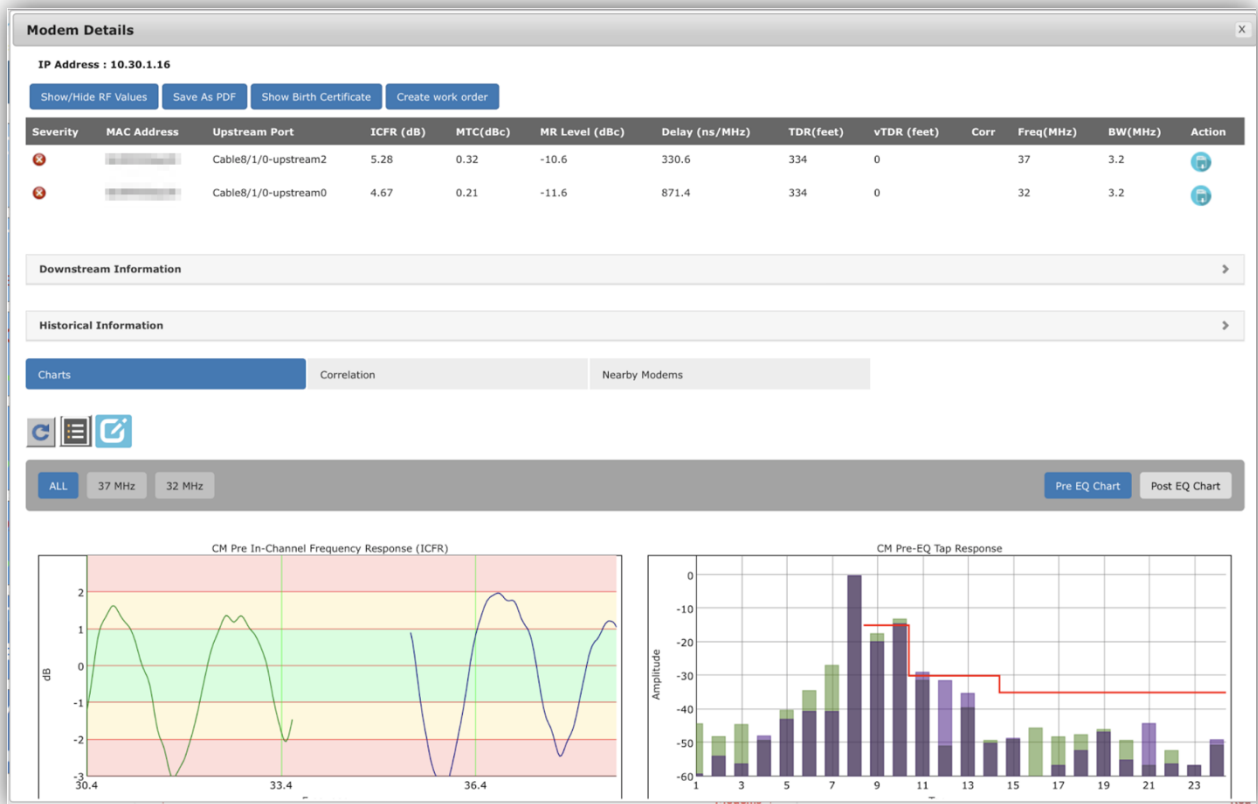 Modem Details
X
IP Address : 10.30.1.16
Show/Hide RF Values Save As PDF Show Birth Certificate Create work order
Severity MAC Address Upstream Port ICFR (dB) MTC(dBc) MR Level (dBc) Delay (ns/MHz) TDR(feet) vTDR (feet) Corr Freq(MHz) BW(MHz) Action
Cable8/1/0-upstream2 5.28 0.32 -10.6 330.6 334 0 37 3.2
Cable8/1/0-upstream0 4.67 0.21 -11.6 871.4 334 0 32 3.2
Downstream Information
Historical Information
Charts Correlation Nearby Modems
ALL 37 MHz 32 MHz Pre EQ Chart Post EQ Chart
CM Pre In-Channel Frequency Response (ICFR)
dB
2
1
0
-1
-2
-3
30.4 33.4 36.4
CM Pre-EQ Tap Response
Amplitude
0
-10
-20
-30
-40
-50
-60
1 3 5 7 9 11 13 15 17 19 21 23